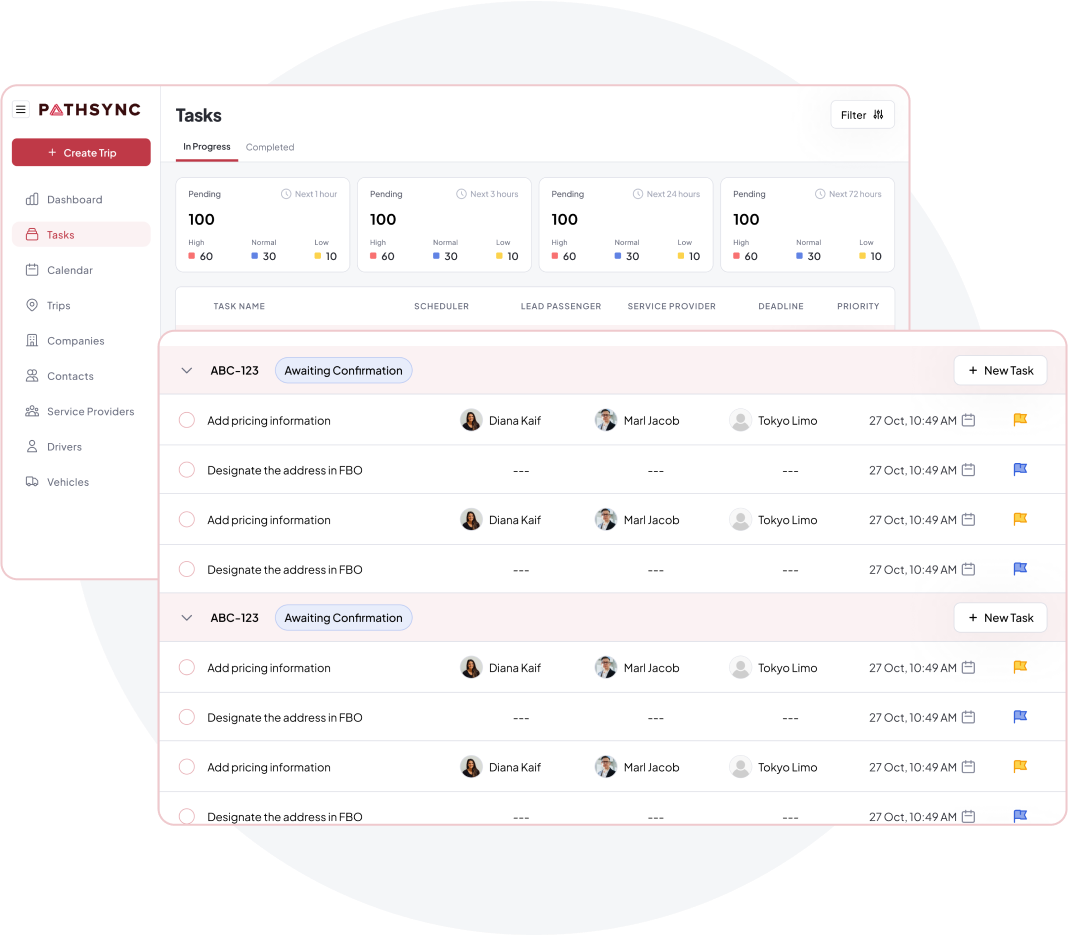 PATHSYNC
+ Create Trip
Dashboard
Tasks
Calendar
Trips
Companies
Contacts
Service Providers
Drivers
Vehicles
Tasks
Filter
In Progress Completed
Pending Next 1 hour
100
High Normal Low
60 30 10
Pending Next 3 hours
100
High Normal Low
60 30 10
Pending Next 24 hours
100
High Normal Low
60 30 10
Pending Next 72 hours
100
High Normal Low
60 30 10
TASK NAME SCHEDULER LEAD PASSENGER SERVICE PROVIDER DEADLINE PRIORITY
ABC-123 Awaiting Confirmation + New Task
Add pricing information Diana Kaif Marl Jacob Tokyo Limo 27 Oct, 10:49 AM
Designate the address in FBO --- --- --- 27 Oct, 10:49 AM
Add pricing information Diana Kaif Marl Jacob Tokyo Limo 27 Oct, 10:49 AM
Designate the address in FBO --- --- --- 27 Oct, 10:49 AM
ABC-123 Awaiting Confirmation + New Task
Add pricing information Diana Kaif Marl Jacob Tokyo Limo 27 Oct, 10:49 AM
Designate the address in FBO --- --- --- 27 Oct, 10:49 AM
Add pricing information Diana Kaif Marl Jacob Tokyo Limo 27 Oct, 10:49 AM
Designate the address in FBO --- --- --- 27 Oct, 10:49 AM